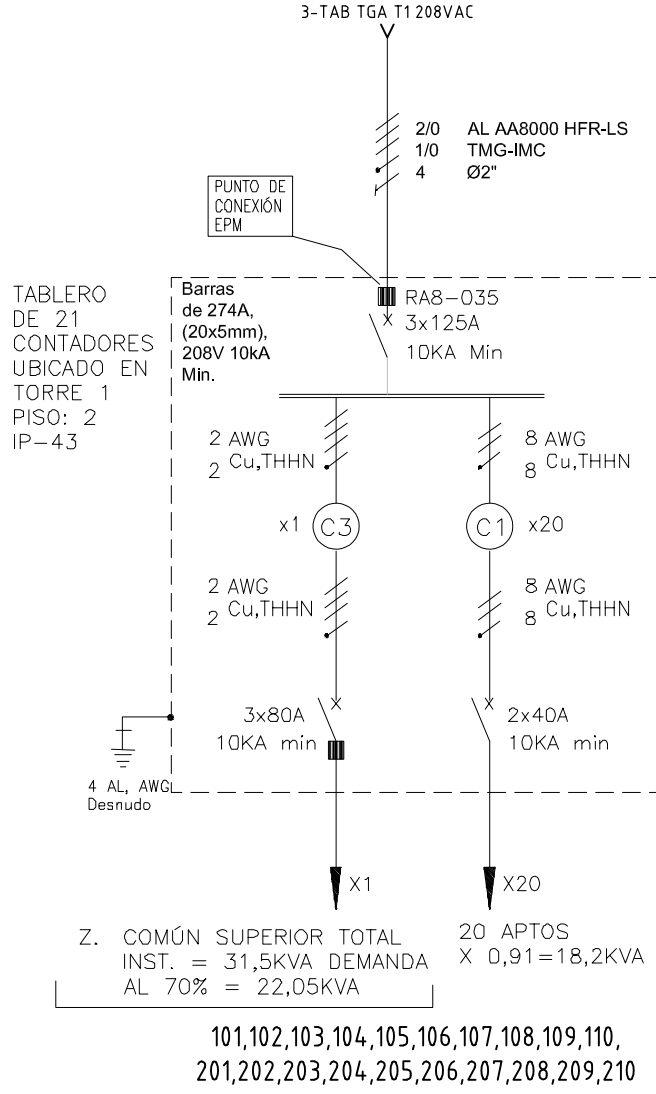 3-TAB TGA T1 208VAC
2/0 AL AA8000 HFR-LS
1/0 TMG-IMC
4 Ø2"
PUNTO DE
CONEXIÓN
EPM
TABLERO
DE 21
CONTADORES
UBICADO EN
TORRE 1
PISO: 2
IP-43
Barras
de 274A,
(20x5mm),
208V 10kA
Min.
RA8-035
3x125A
10KA Min
2 AWG
2 Cu,THHN
8 AWG
8 Cu,THHN
x1 C3
C1 x20
2 AWG
2 Cu,THHN
8 AWG
8 Cu,THHN
3x80A
10KA min
2x40A
10KA min
4 AL, AWG
Desnudo
X1
X20
Z. COMÚN SUPERIOR TOTAL
INST. = 31,5KVA DEMANDA
AL 70% = 22,05KVA
20 APTOS
X 0,91=18,2KVA
101,102,103,104,105,106,107,108,109,110,
201,202,203,204,205,206,207,208,209,210